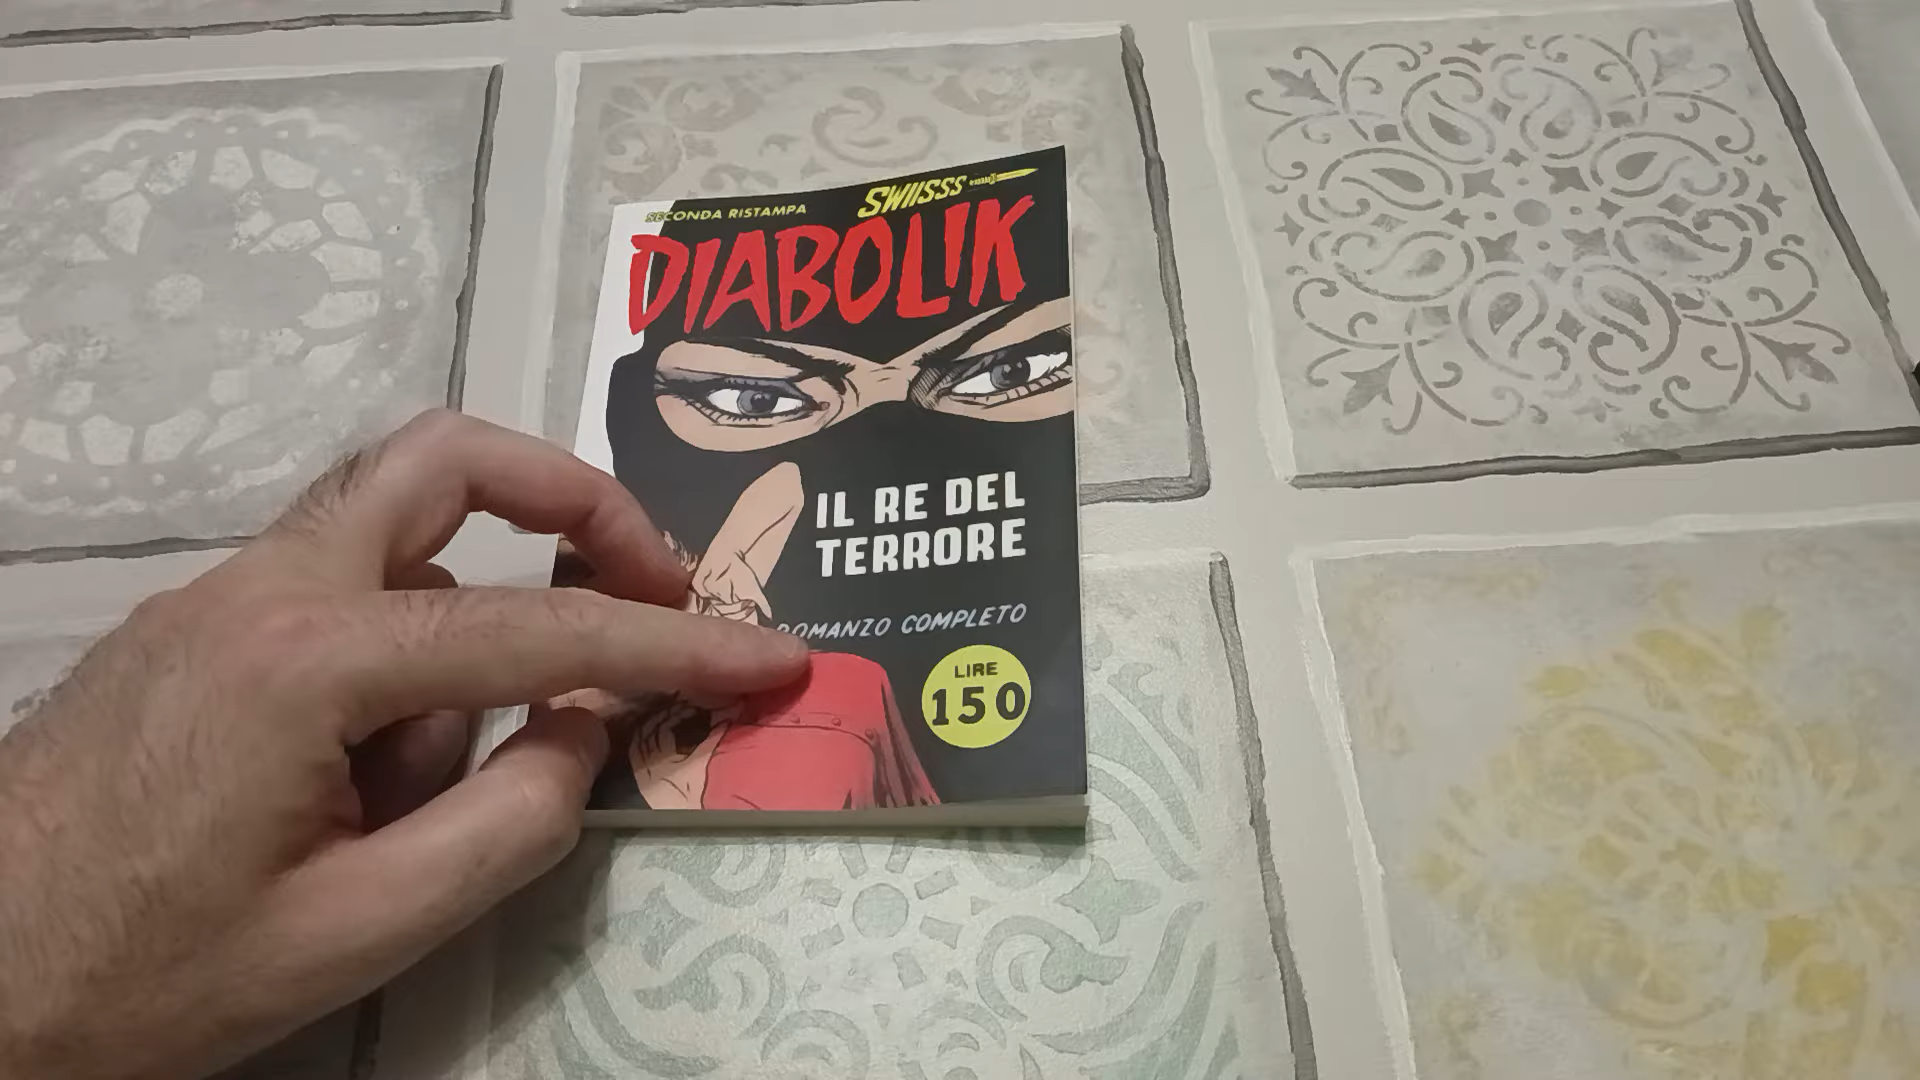 SECONDA RISTAMPA
SWIISSS
DIABOLIK
IL RE DEL
TERRORE
ROMANZO COMPLETO
LIRE
150